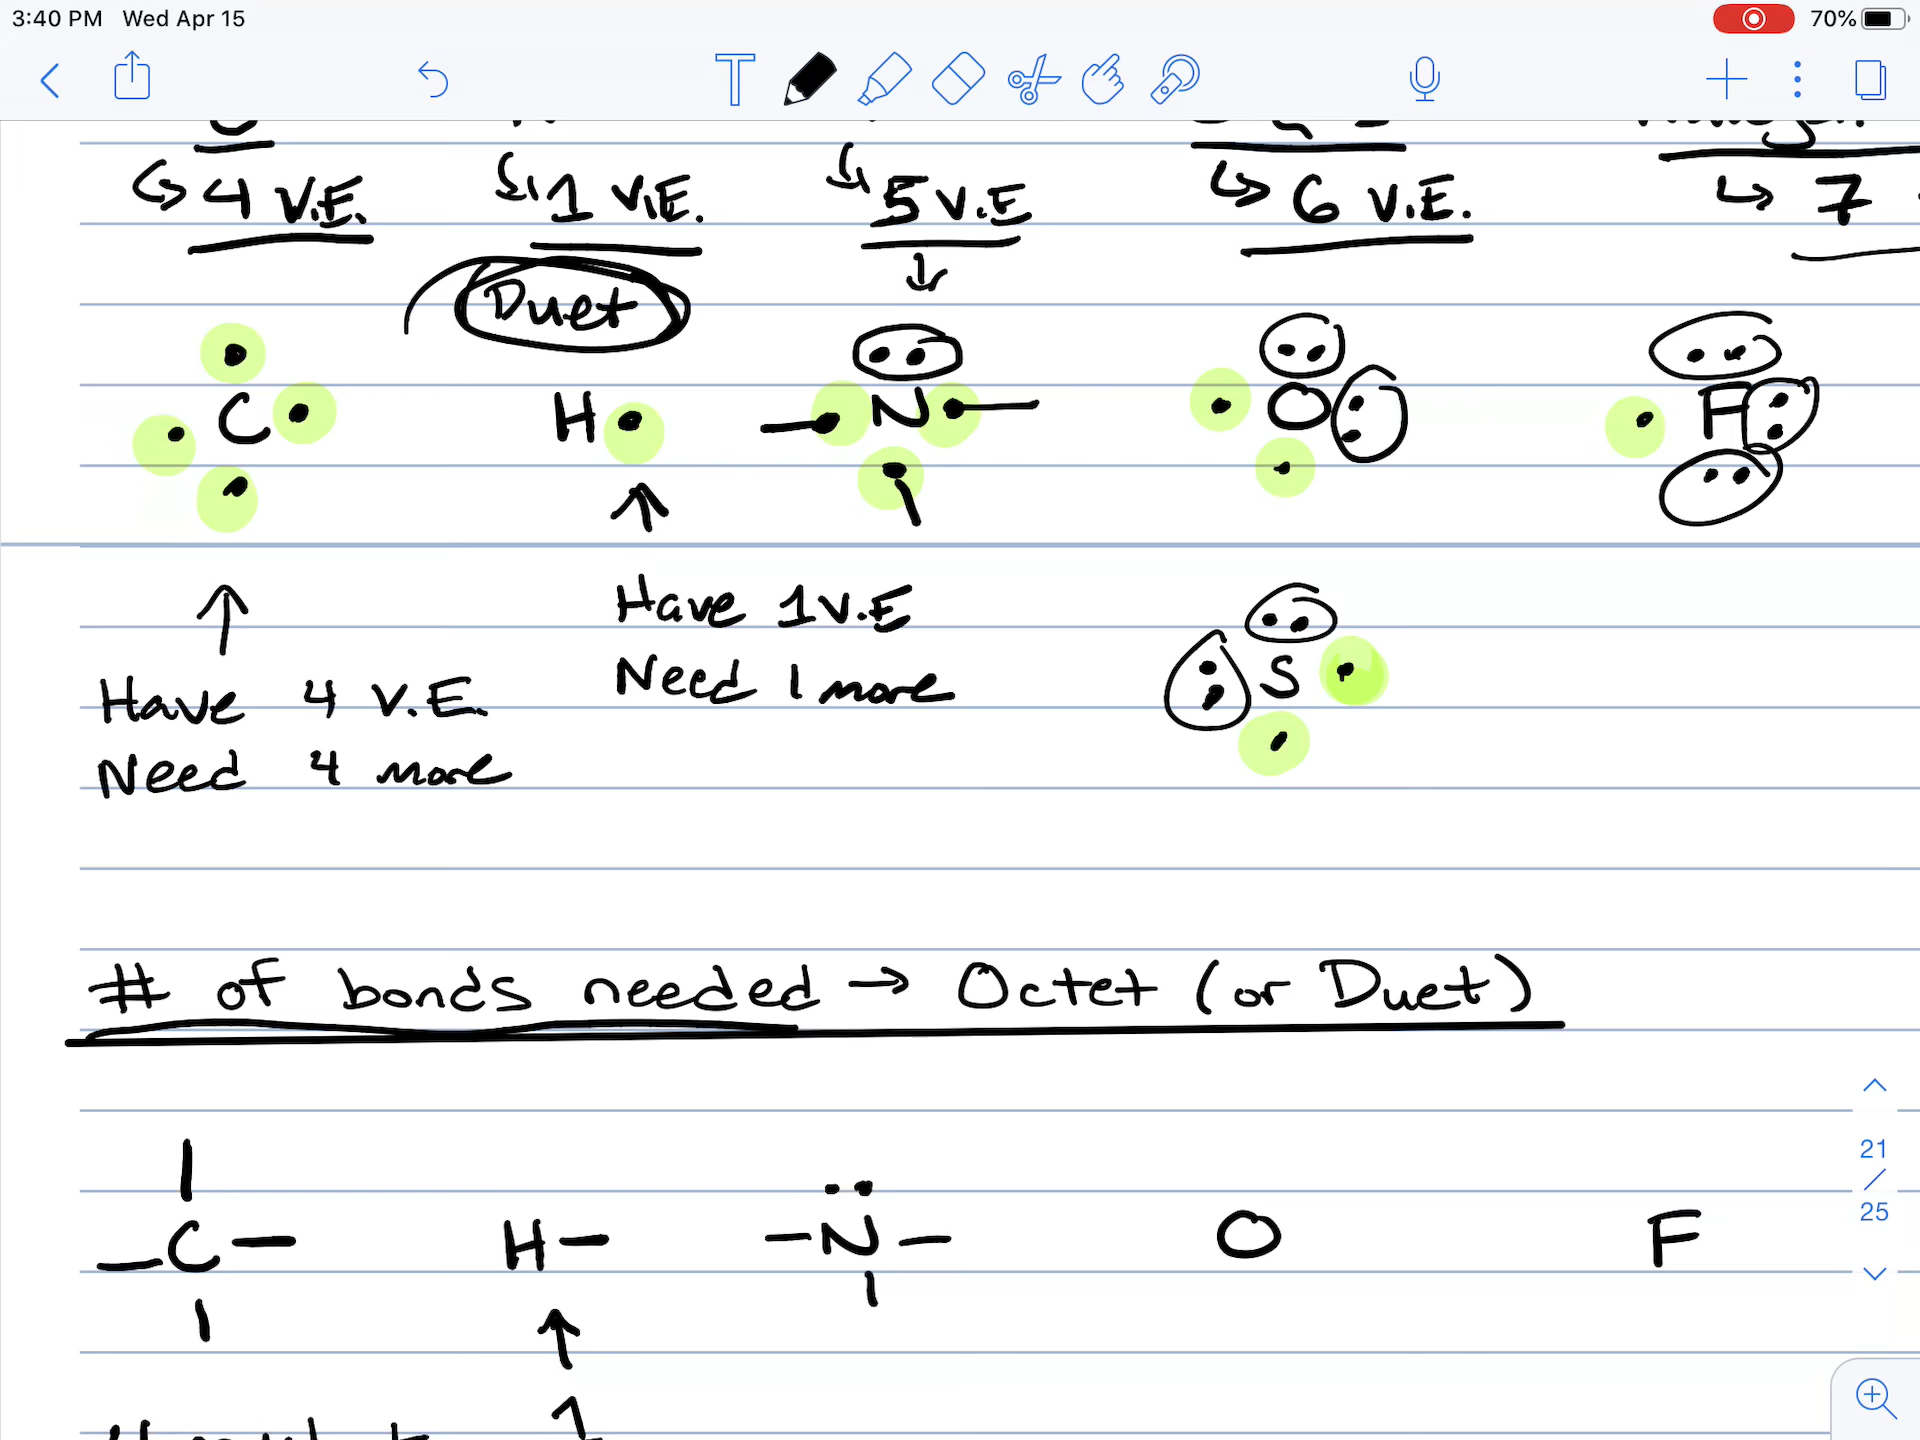 3:40 PM Wed Apr 15 70%
4 V.E. 1 V.E. 5 V.E 6 V.E. 7
Duet
C H N O F
Have 1 V.E
Need 1 more
S
Have 4 V.E.
Need 4 more
# of bonds needed → Octet (or Duet)
C H N O F
21
/
25
1